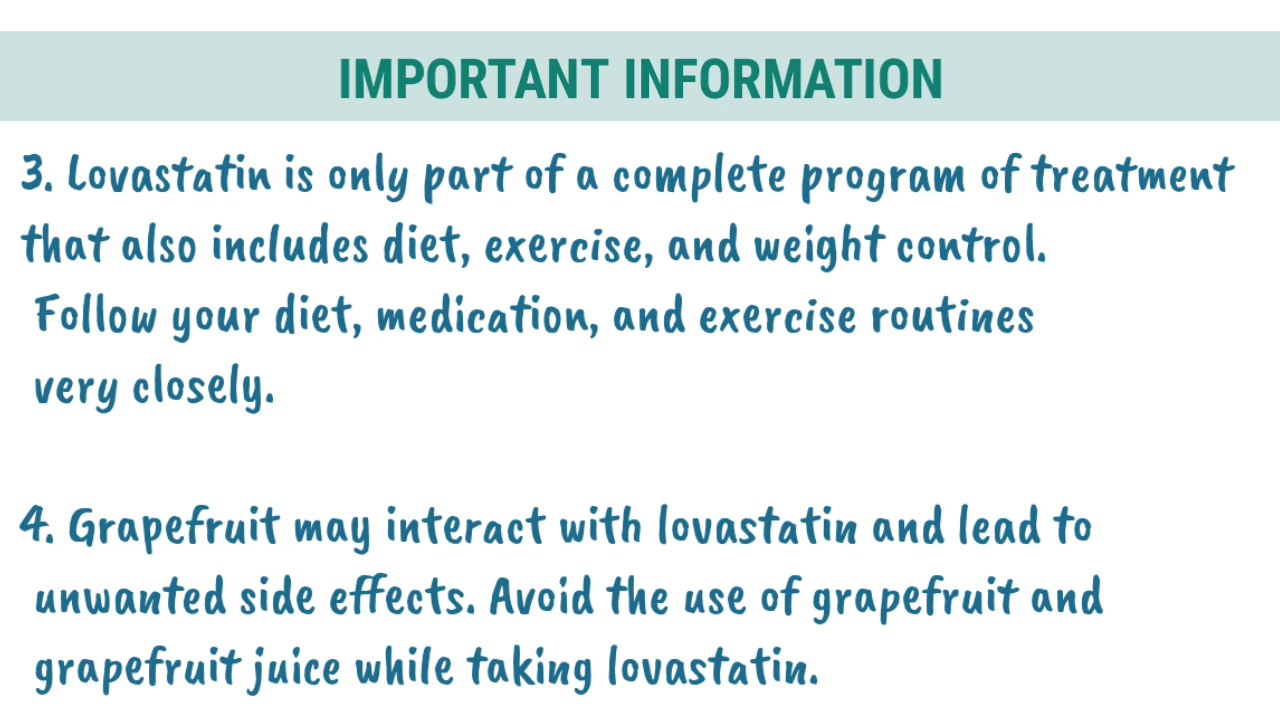 IMPORTANT INFORMATION
3. Lovastatin is only part of a complete program of treatment
that also includes diet, exercise, and weight control.
Follow your diet, medication, and exercise routines
very closely.
4. Grapefruit may interact with lovastatin and lead to
unwanted side effects. Avoid the use of grapefruit and
grapefruit juice while taking lovastatin.